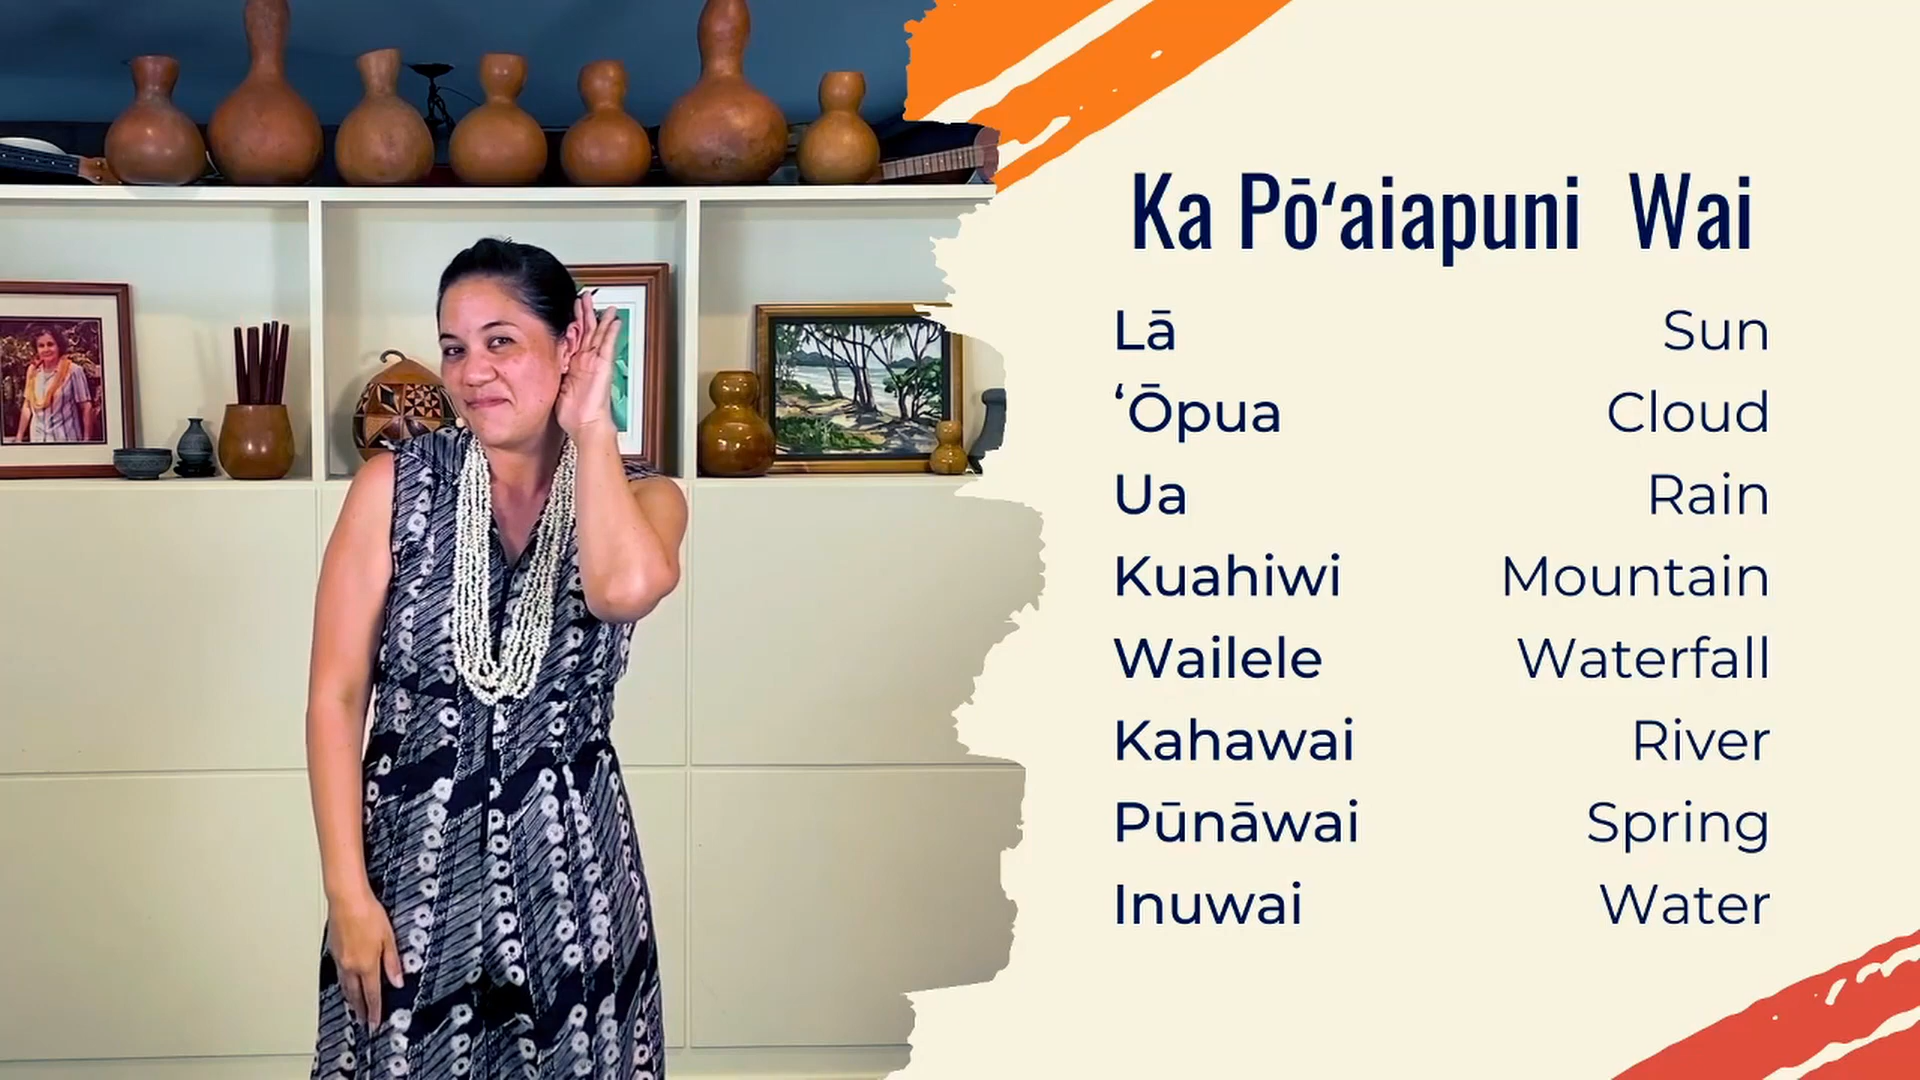 Ka Pōʻaiapuni Wai
Lā Sun
ʻŌpua Cloud
Ua Rain
Kuahiwi Mountain
Wailele Waterfall
Kahawai River
Pūnāwai Spring
Inuwai Water